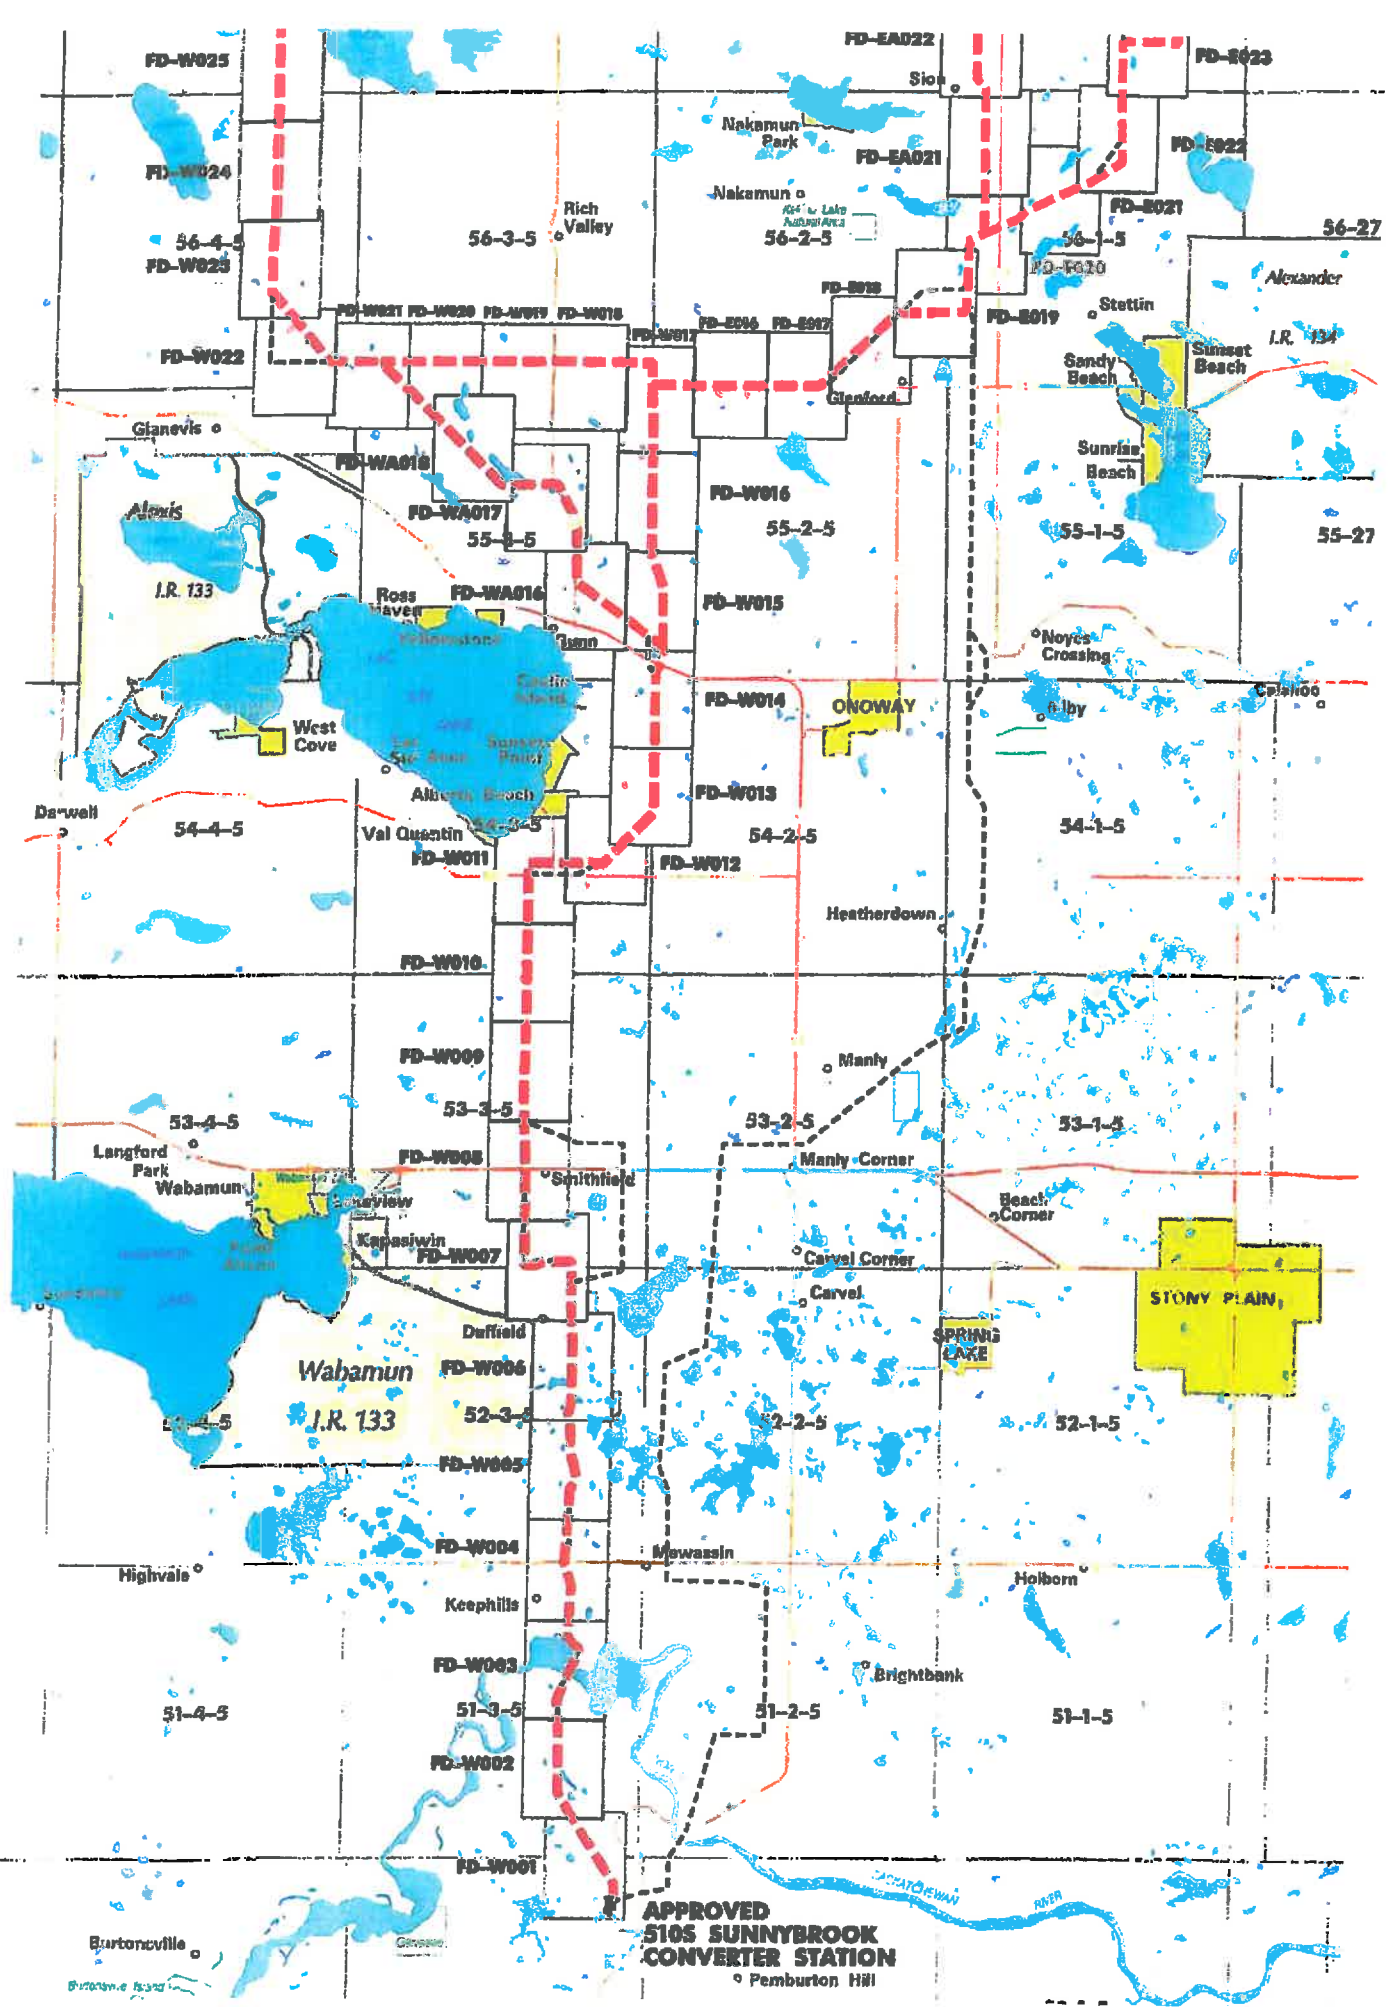 FD-EA022
FD-W025
FD-E023
Sion
Nakamun
Park
FD-EA021
FD-E022
FD-W024
Nakamun
Rich
Valley
FD-E021
56-4-5
56-3-5
56-2-5
56-1-5
56-27
FD-W023
FD-E020
Alexander
FD-E018
Stettin
FD-W021 FD-W020 FD-W019 FD-W018
FD-W017
FD-E016 FD-E017
FD-E019
I.R. 134
FD-W022
Sandy
Beach
Sunset
Beach
Glenford
Glanevis
Sunrise
Beach
FD-WA018
FD-W016
Alexis
FD-WA017
55-3-5
55-2-5
55-1-5
55-27
I.R. 133
Ross
Haven
FD-WA016
FD-W015
Yellowstone
Gunn
Noyes
Crossing
Castle
Island
FD-W014
ONOWAY
Calahoo
West
Cove
Sunset
Point
Alberta Beach
FD-W013
Darwell
54-4-5
Val Quentin
54-3-5
54-2-5
54-1-5
FD-W011
FD-W012
Heatherdown
FD-W010
FD-W009
Manly
53-4-5
53-3-5
53-2-5
53-1-5
Langford
Park
FD-W008
Manly Corner
Wabamun
Smithfield
Beach
Corner
Kapasiwin
FD-W007
Carvel Corner
Carvel
STONY PLAIN
Duffield
SPRING
LAKE
Wabamun
FD-W006
I.R. 133
52-3-5
52-2-5
52-1-5
FD-W005
FD-W004
Mewassin
Highvale
Holborn
Keephills
FD-W003
Brightbank
51-4-5
51-3-5
51-2-5
51-1-5
FD-W002
FD-W001
SASKATCHEWAN
RIVER
APPROVED
510S SUNNYBROOK
CONVERTER STATION
Burtonsville
Pemburton Hill
Burtonsville Island